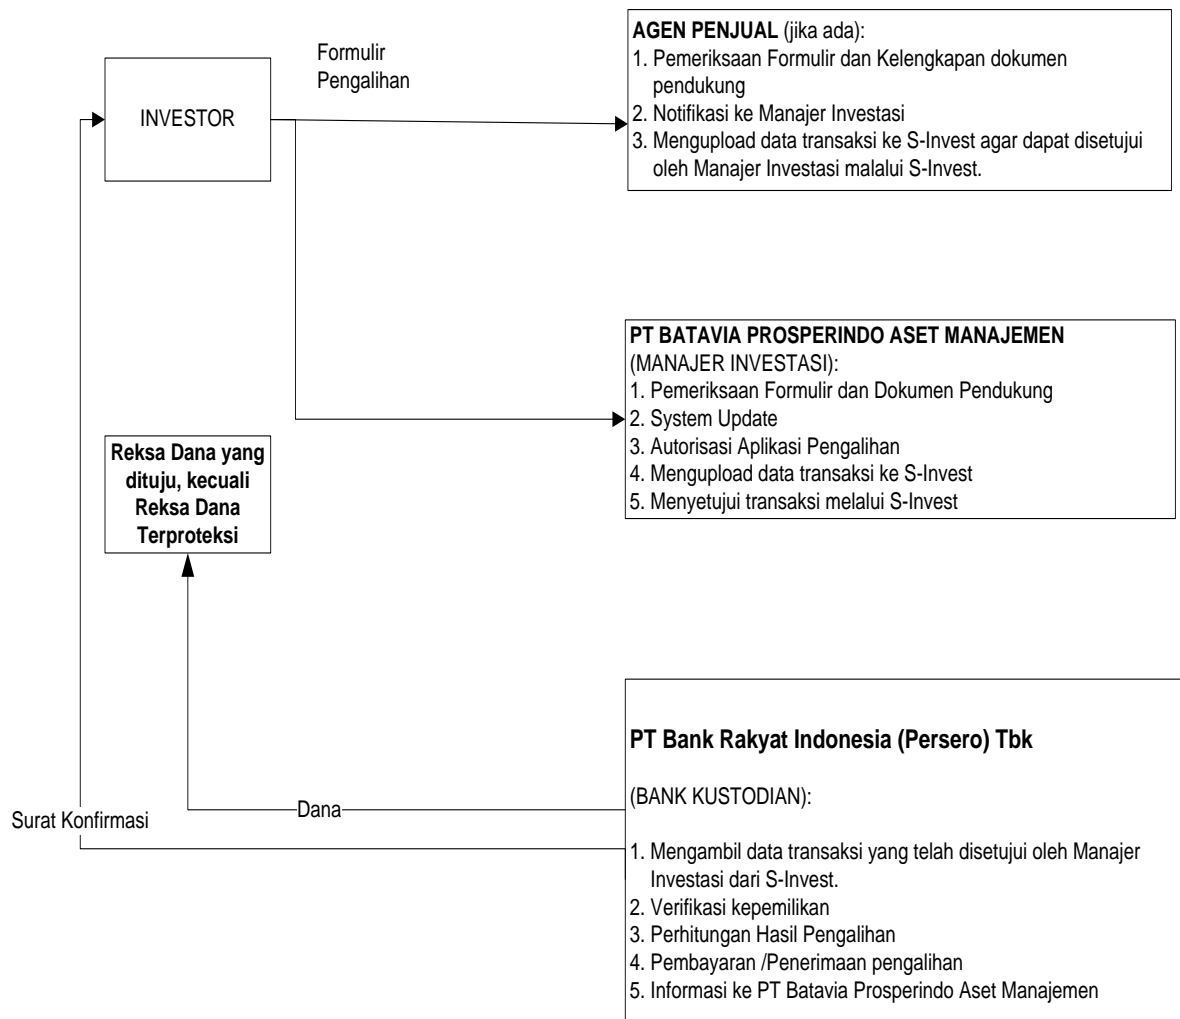 Formulir
Pengalihan
INVESTOR
AGEN PENJUAL (jika ada):
1. Pemeriksaan Formulir dan Kelengkapan dokumen
pendukung
2. Notifikasi ke Manajer Investasi
3. Mengupload data transaksi ke S-Invest agar dapat disetujui
oleh Manajer Investasi malalui S-Invest.
PT BATAVIA PROSPERINDO ASET MANAJEMEN
(MANAJER INVESTASI):
1. Pemeriksaan Formulir dan Dokumen Pendukung
2. System Update
3. Autorisasi Aplikasi Pengalihan
4. Mengupload data transaksi ke S-Invest
5. Menyetujui transaksi melalui S-Invest
Reksa Dana yang
dituju, kecuali
Reksa Dana
Terproteksi
PT Bank Rakyat Indonesia (Persero) Tbk
(BANK KUSTODIAN):
1. Mengambil data transaksi yang telah disetujui oleh Manajer
Investasi dari S-Invest.
2. Verifikasi kepemilikan
3. Perhitungan Hasil Pengalihan
4. Pembayaran /Penerimaan pengalihan
5. Informasi ke PT Batavia Prosperindo Aset Manajemen
Dana
Surat Konfirmasi